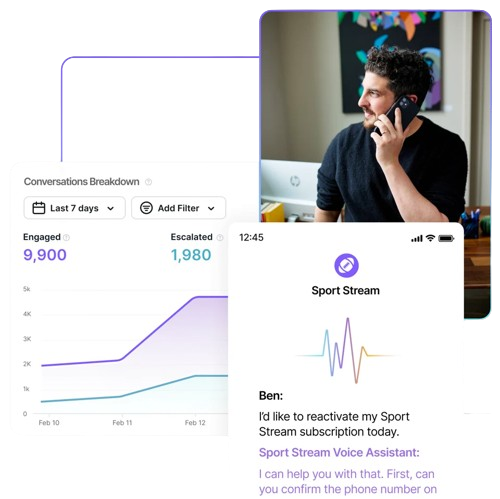 Conversations Breakdown
Last 7 days
Add Filter
Engaged
9,900
Escalated
1,980
5k
4K
3K
2K
1k
0
Feb 10
Feb 11
Feb 12
hp
12:45
Sport Stream
Ben:
I'd like to reactivate my Sport
Stream subscription today.
Sport Stream Voice Assistant:
I can help you with that. First, can
you confirm the phone number on